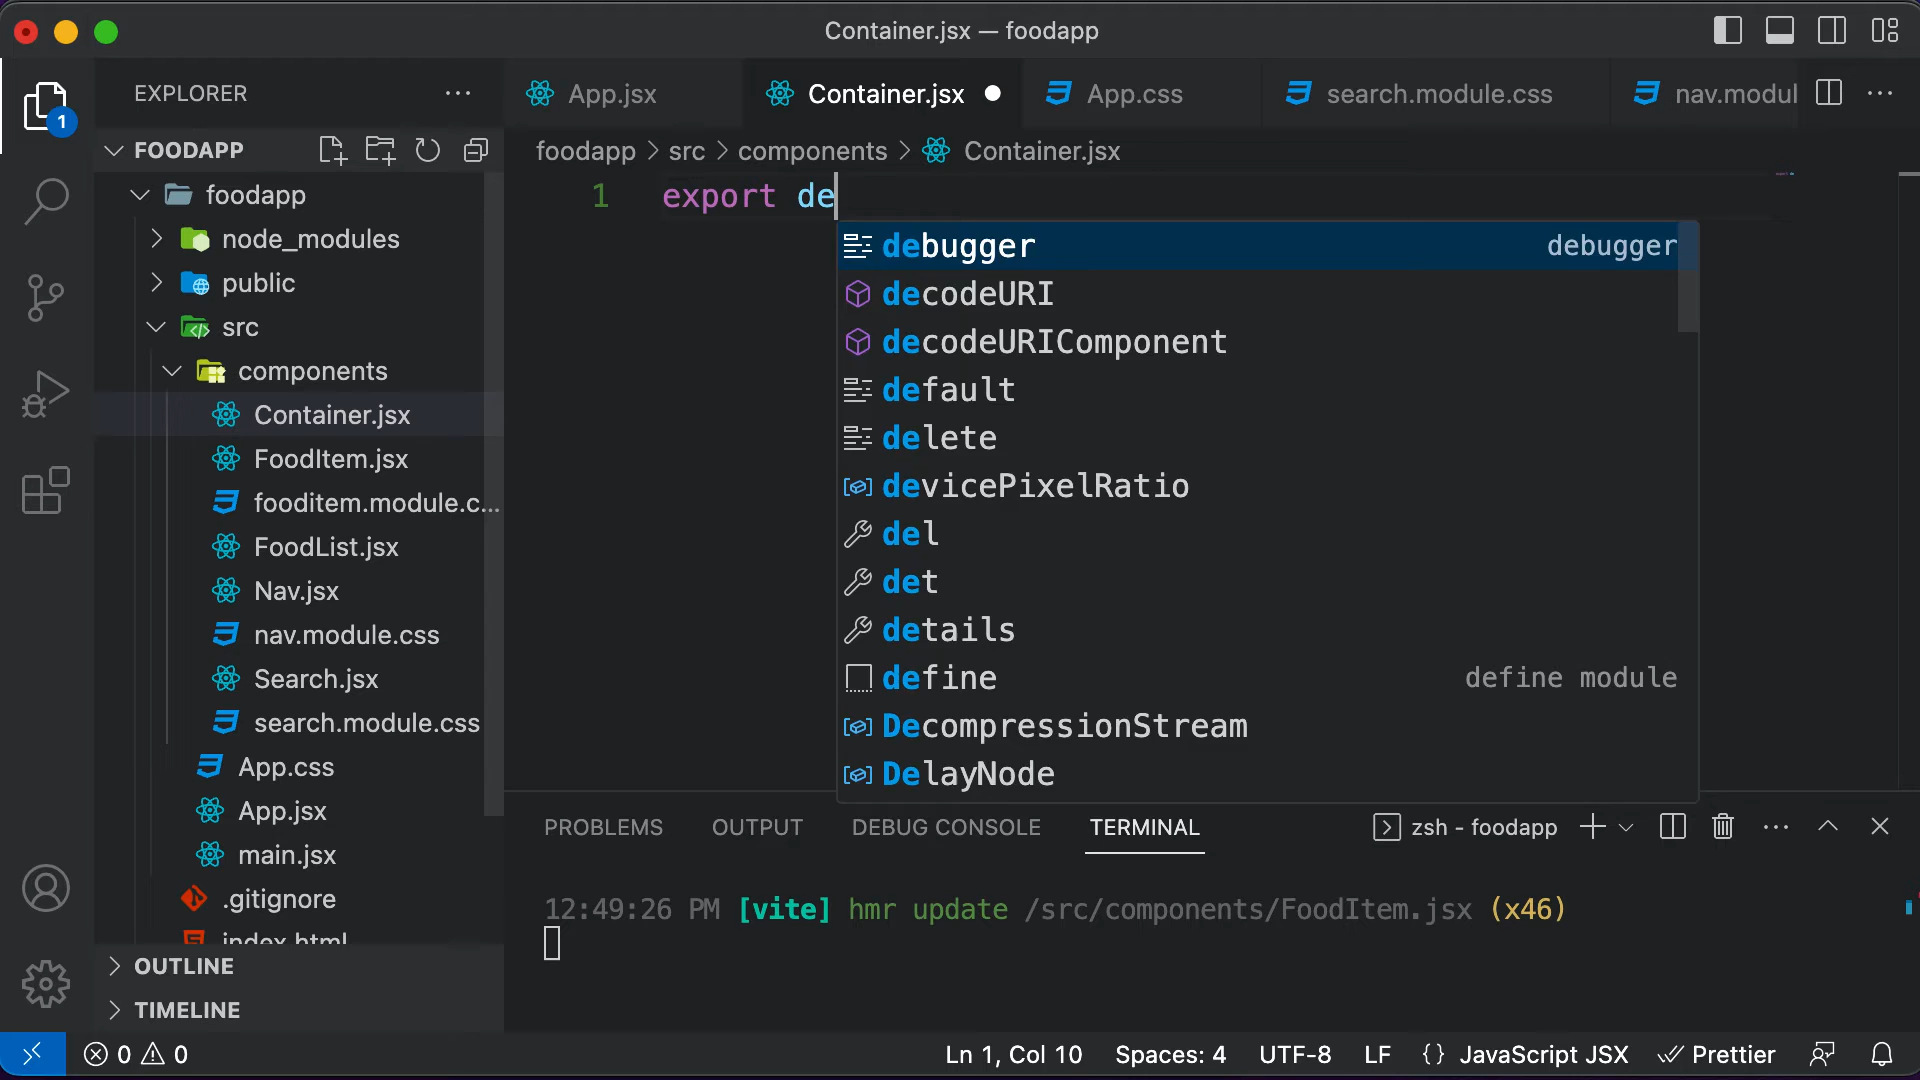 Container.jsx — foodapp
EXPLORER
App.jsx
Container.jsx
App.css
search.module.css
nav.modul
1
FOODAPP
foodapp > src > components > Container.jsx
foodapp
node_modules
public
src
components
Container.jsx
FoodItem.jsx
fooditem.module.c...
FoodList.jsx
Nav.jsx
nav.module.css
Search.jsx
search.module.css
App.css
App.jsx
main.jsx
.gitignore
index.html
OUTLINE
TIMELINE
1 export de
debugger debugger
decodeURI
decodeURIComponent
default
delete
devicePixelRatio
del
det
details
define define module
DecompressionStream
DelayNode
PROBLEMS OUTPUT DEBUG CONSOLE TERMINAL zsh - foodapp
12:49:26 PM [vite] hmr update /src/components/FoodItem.jsx (x46)
0 0 Ln 1, Col 10 Spaces: 4 UTF-8 LF {} JavaScript JSX Prettier